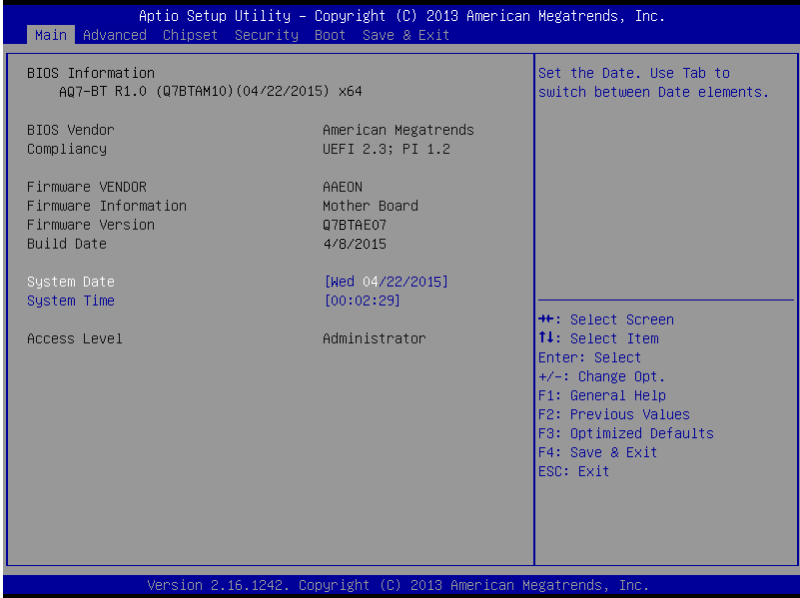 Aptio Setup Utility – Copyright (C) 2013 American Megatrends, Inc.
Main Advanced Chipset Security Boot Save & Exit
BIOS Information
AQ7-BT R1.0 (Q7BTAM10)(04/22/2015) x64
BIOS Vendor American Megatrends
Compliancy UEFI 2.3; PI 1.2
Firmware VENDOR AAEON
Firmware Information Mother Board
Firmware Version Q7BTAE07
Build Date 4/8/2015
System Date [Wed 04/22/2015]
System Time [00:02:29]
Access Level Administrator
Set the Date. Use Tab to
switch between Date elements.
→←: Select Screen
↑↓: Select Item
Enter: Select
+/-: Change Opt.
F1: General Help
F2: Previous Values
F3: Optimized Defaults
F4: Save & Exit
ESC: Exit
Version 2.16.1242. Copyright (C) 2013 American Megatrends, Inc.